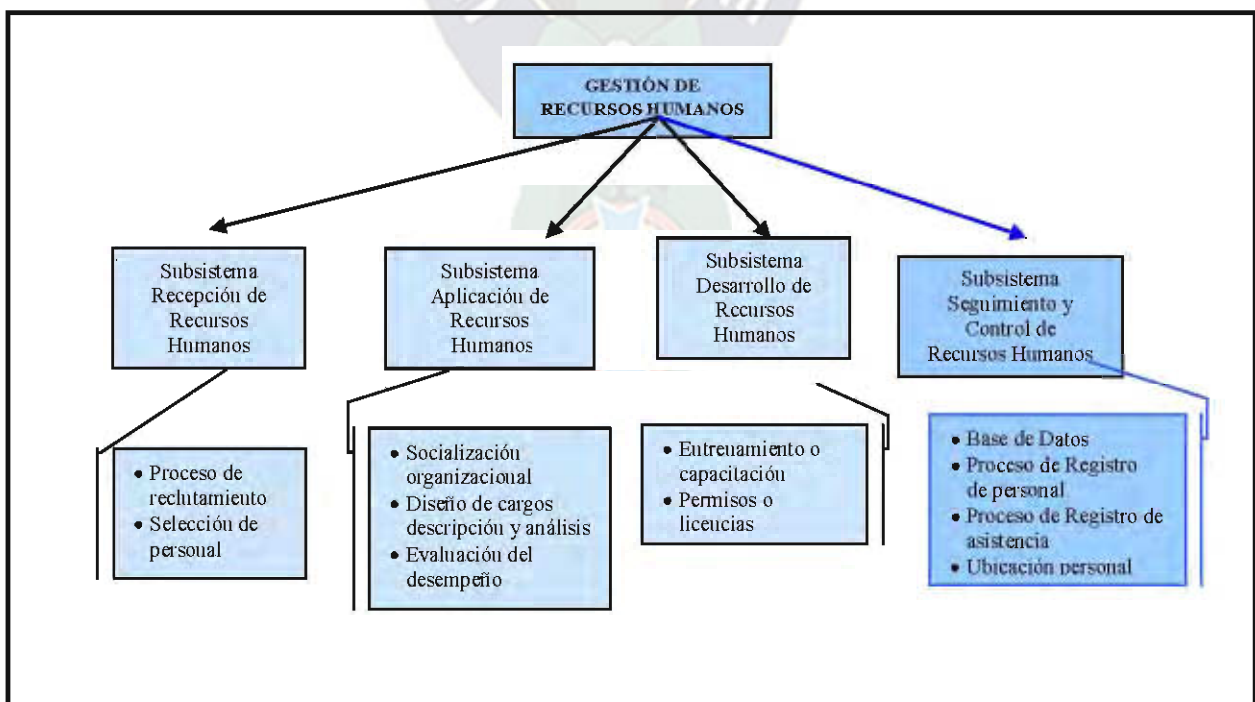 GESTIÓN DE
RECURSOS HUMANOS
Subsistema
Recepción de
Recursos
Humanos
Subsistema
Aplicación de
Recursos
Humanos
Subsistema
Desarrollo de
Recursos
Humanos
Subsistema
Seguimiento y
Control de
Recursos Humanos
• Proceso de
reclutamiento
• Selección de
personal
• Socialización
organizacional
• Diseño de cargos
descripción y análisis
• Evaluación del
desempeño
• Entrenamiento o
capacitación
• Permisos o
licencias
• Base de Datos
• Proceso de Registro
de personal
• Proceso de Registro de
asistencia
• Ubicación personal